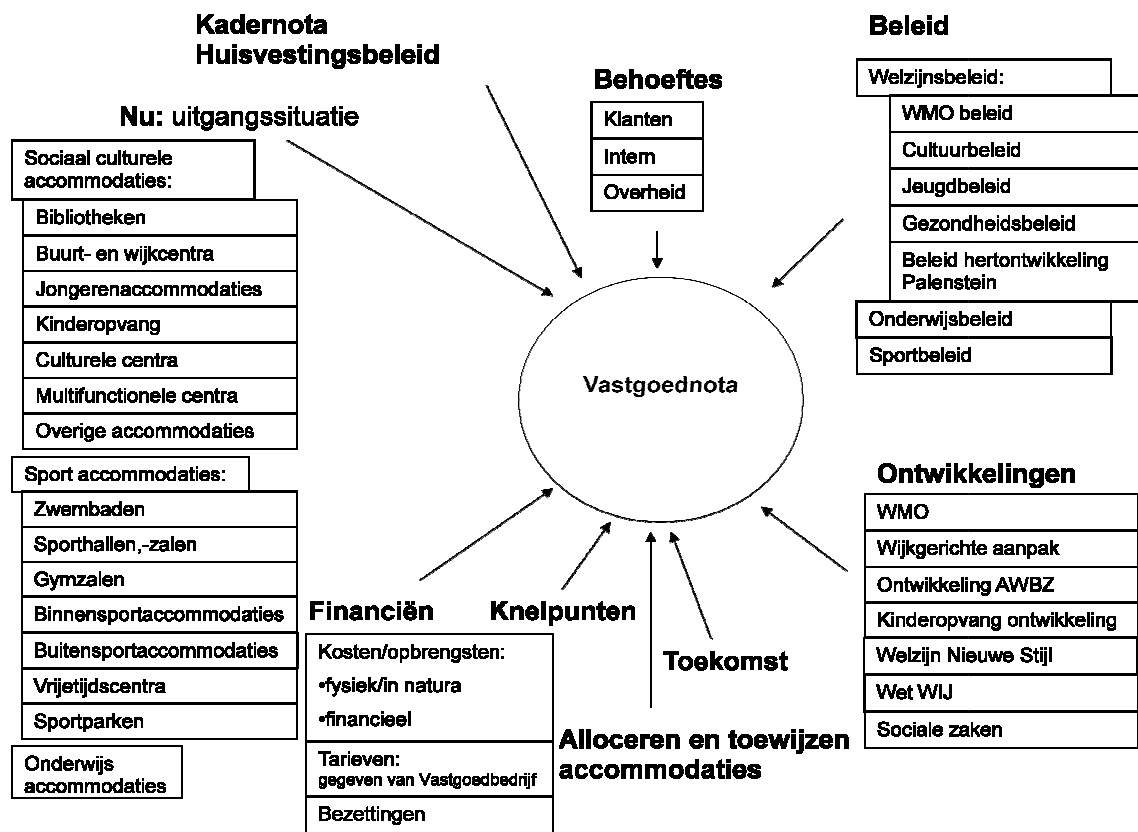 Kadernota
Huisvestingsbeleid
Nu: uitgangssituatie
Sociaal culturele
accommodaties:
Bibliotheken
Buurt- en wijkcentra
Jongerenaccommodaties
Kinderopvang
Culturele centra
Multifunctionele centra
Overige accommodaties
Sport accommodaties:
Zwembaden
Sporthallen,-zalen
Gymzalen
Binnensportaccommodaties
Buitensportaccommodaties
Vrijetijdscentra
Sportparken
Onderwijs
accommodaties
Behoeftes
Klanten
Intern
Overheid
Beleid
Welzijnsbeleid:
WMO beleid
Cultuurbeleid
Jeugdbeleid
Gezondheidsbeleid
Beleid hertontwikkeling
Palenstein
Onderwijsbeleid
Sportbeleid
Vastgoednota
Financiën
Kosten/opbrengsten:
•fysiek/in natura
•financieel
Tarieven:
gegeven van Vastgoedbedrijf
Bezettingen
Knelpunten
Alloceren en toewijzen
accommodaties
Toekomst
Ontwikkelingen
WMO
Wijkgerichte aanpak
Ontwikkeling AWBZ
Kinderopvang ontwikkeling
Welzijn Nieuwe Stijl
Wet WIJ
Sociale zaken